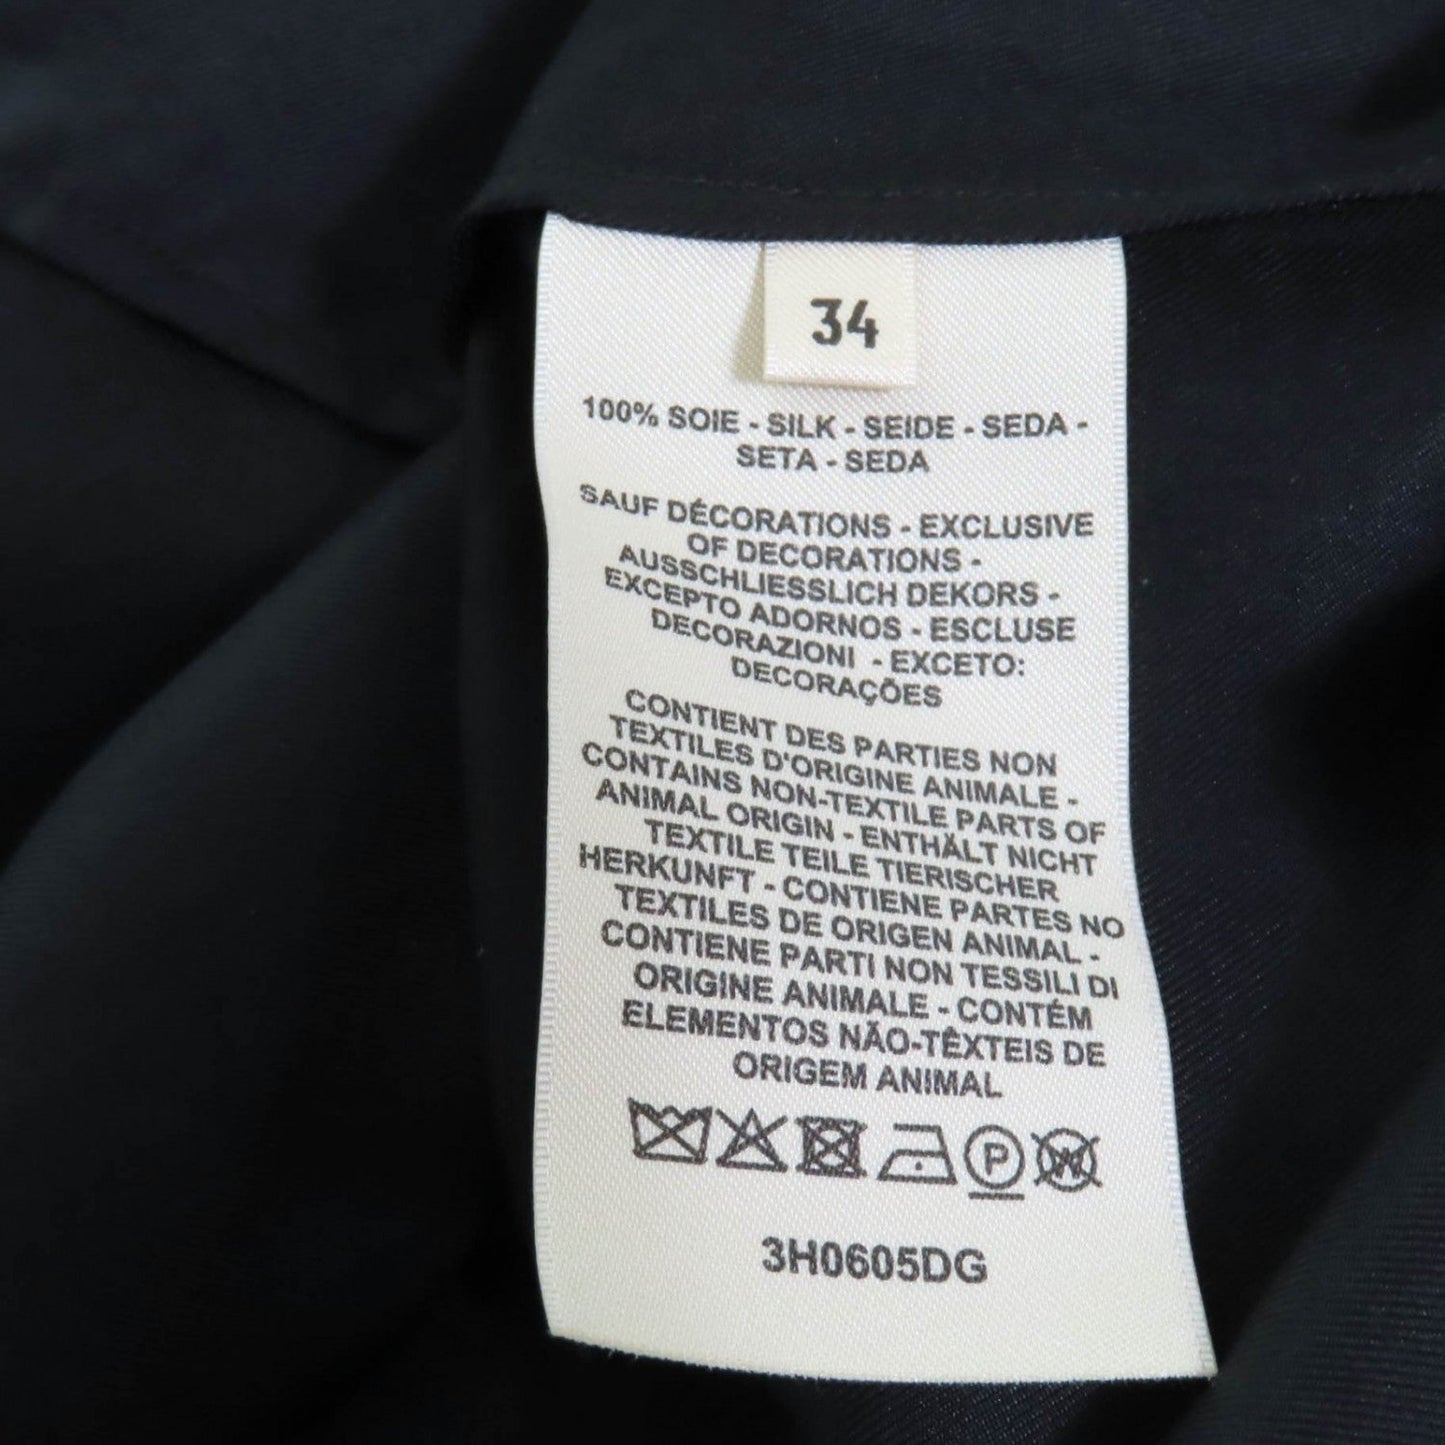 34
100% SOIE - SILK - SEIDE - SEDA -
SETA - SEDA
SAUF DÉCORATIONS - EXCLUSIVE
OF DECORATIONS -
AUSSCHLIESSLICH DEKORS -
EXCEPTO ADORNOS - ESCLUSE
DECORAZIONI - EXCETO:
DECORAÇÕES
CONTIENT DES PARTIES NON
TEXTILES D'ORIGINE ANIMALE -
CONTAINS NON-TEXTILE PARTS OF
ANIMAL ORIGIN - ENTHÄLT NICHT
TEXTILE TEILE TIERISCHER
HERKUNFT - CONTIENE PARTES NO
TEXTILES DE ORIGEN ANIMAL -
CONTIENE PARTI NON TESSILI DI
ORIGINE ANIMALE - CONTÉM
ELEMENTOS NÃO-TÊXTEIS DE
ORIGEM ANIMAL
P W
3H0605DG